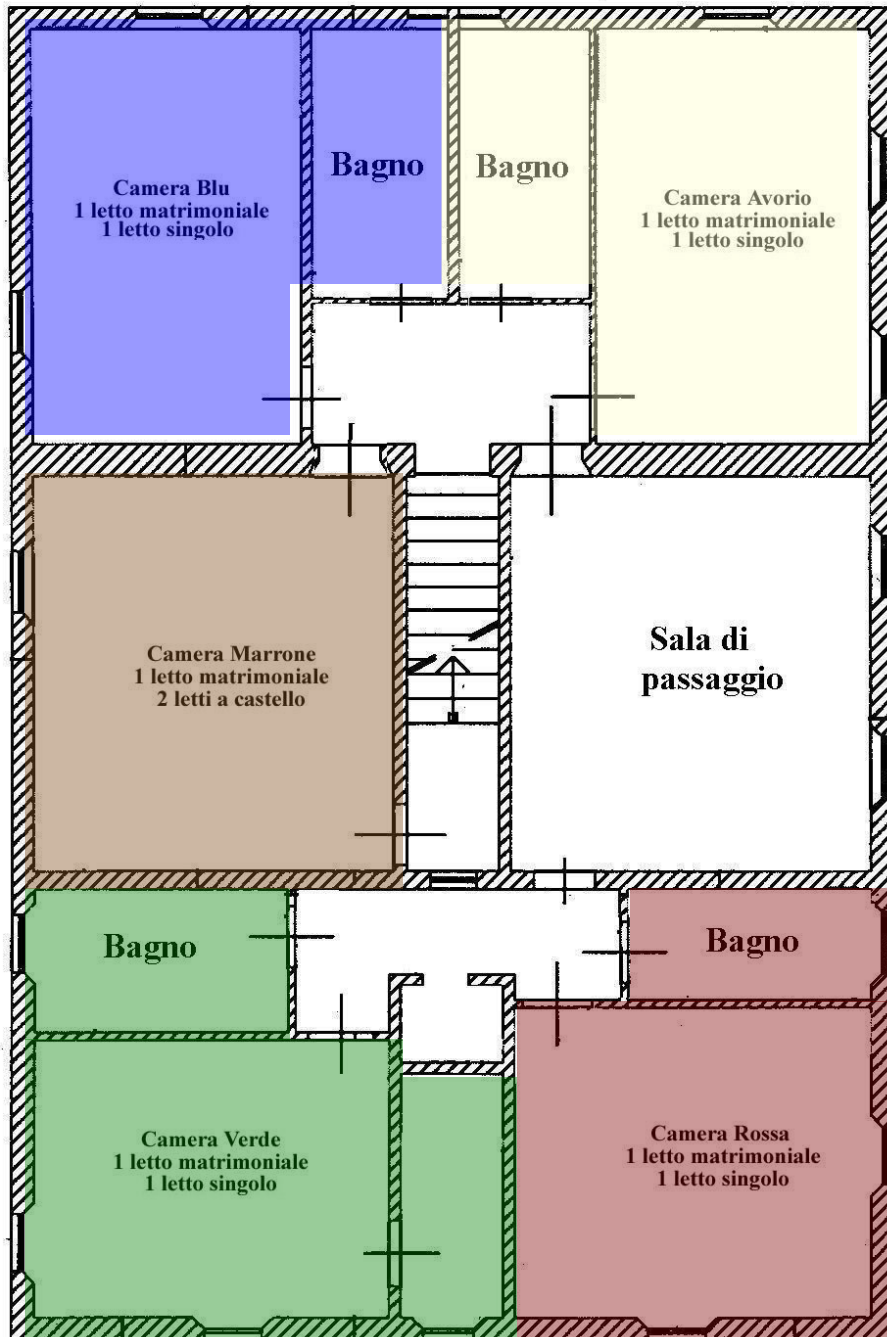 Camera Blu
1 letto matrimoniale
1 letto singolo
Bagno
Bagno
Camera Avorio
1 letto matrimoniale
1 letto singolo
Camera Marrone
1 letto matrimoniale
2 letti a castello
Sala di
passaggio
Bagno
Bagno
Camera Verde
1 letto matrimoniale
1 letto singolo
Camera Rossa
1 letto matrimoniale
1 letto singolo